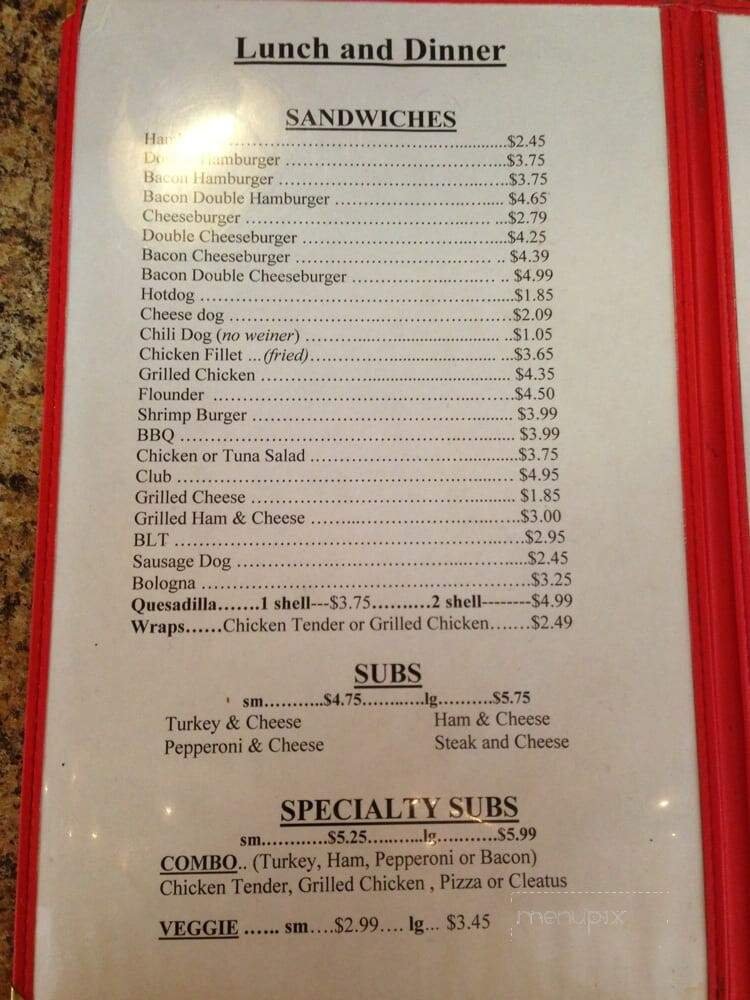 Lunch and Dinner
SANDWICHES
..............................................$2.45
Hamburger ........................................$3.75
Bacon Hamburger ........................................$3.75
Bacon Double Hamburger ............................... $4.65
Cheeseburger ........................................... ...$2.79
Double Cheeseburger .....................................$4.25
Bacon Cheeseburger .................................. .. $4.39
Bacon Double Cheeseburger ......................... .. $4.99
Hotdog ........................................................$1.85
Cheese dog ..................................................$2.09
Chili Dog (no weiner) .................................. ..$1.05
Chicken Fillet ...(fried)................................. ...$3.65
Grilled Chicken ............................................ $4.35
Flounder .....................................................$4.50
Shrimp Burger .............................................. $3.99
BBQ ........................................................... $3.99
Chicken or Tuna Salad .....................................$3.75
Club ............................................................ $4.95
Grilled Cheese ............................................... $1.85
Grilled Ham & Cheese .....................................$3.00
BLT ..............................................................$2.95
Sausage Dog ...................................................$2.45
Bologna .........................................................$3.25
Quesadilla.......1 shell---$3.75..........2 shell--------$4.99
Wraps......Chicken Tender or Grilled Chicken.......$2.49
SUBS
sm...........$4.75............lg..........$5.75
Turkey & Cheese Ham & Cheese
Pepperoni & Cheese Steak and Cheese
SPECIALTY SUBS
sm............$5.25..........lg...........$5.99
COMBO.. (Turkey, Ham, Pepperoni or Bacon)
Chicken Tender, Grilled Chicken , Pizza or Cleatus
VEGGIE ...... sm....$2.99.... lg... $3.45
menupix